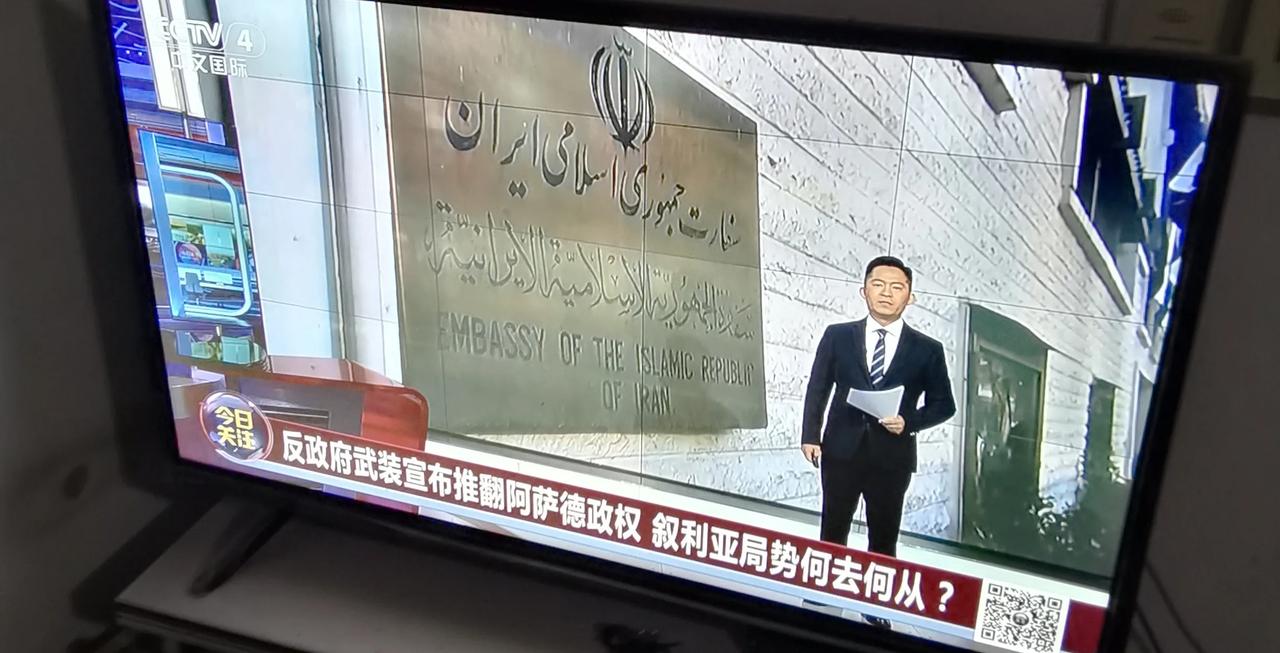 CCTV 4
中文国际
سفارت جمهوری اسلامی ایران
سفارة الجمهورية الإسلامية الإيرانية
EMBASSY OF THE ISLAMIC REPUBLIC
OF IRAN.
今日
关注
反政府武装宣布推翻阿萨德政权 叙利亚局势何去何从？